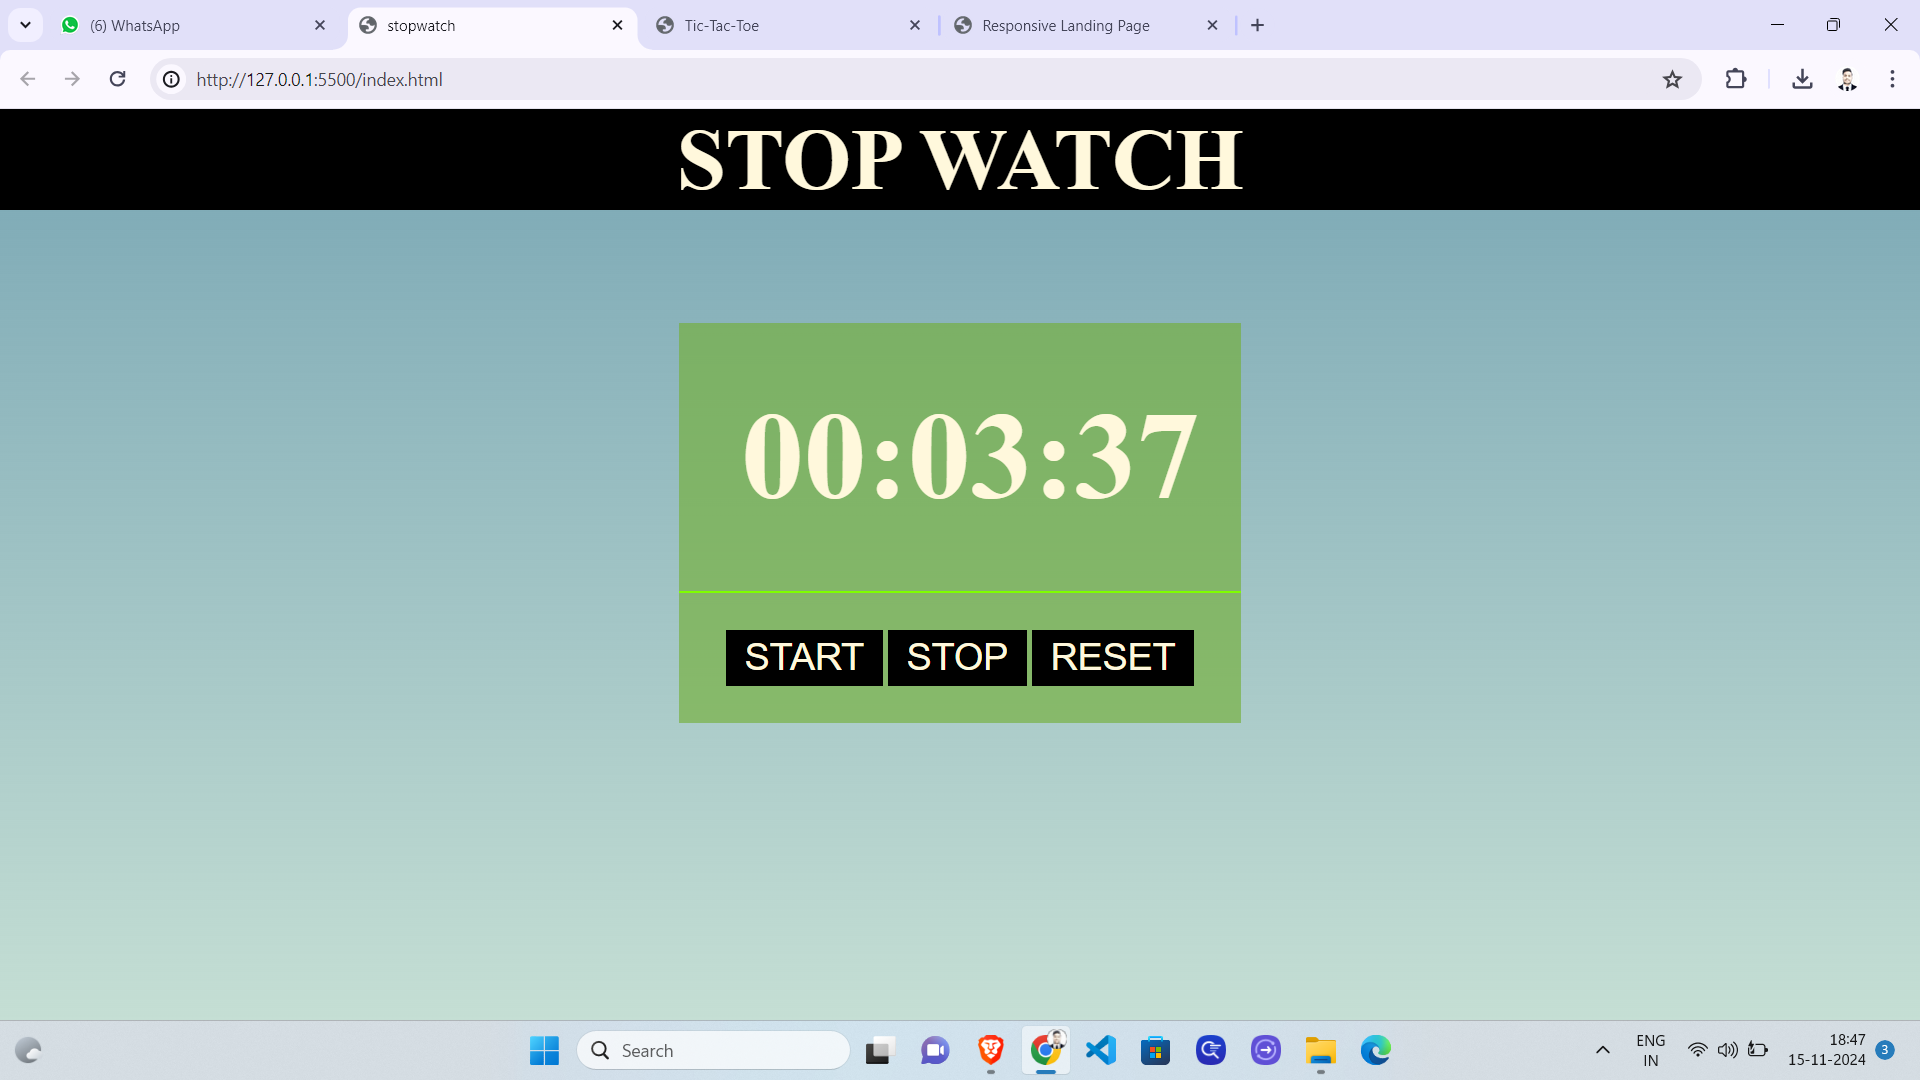 (6) WhatsApp
stopwatch
Tic-Tac-Toe
Responsive Landing Page
http://127.0.0.1:5500/index.html
STOP WATCH
00:03:37
START STOP RESET
Search
ENG
IN
18:47
15-11-2024
3